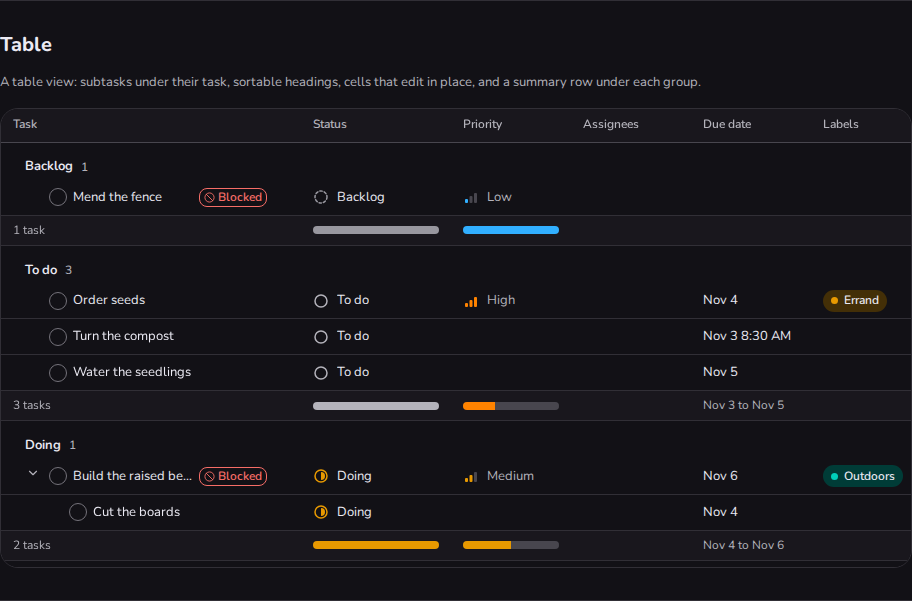 Table
A table view: subtasks under their task, sortable headings, cells that edit in place, and a summary row under each group.
Task Status Priority Assignees Due date Labels
Backlog 1
Mend the fence Blocked Backlog Low
1 task
To do 3
Order seeds To do High Nov 4 Errand
Turn the compost To do Nov 3 8:30 AM
Water the seedlings To do Nov 5
3 tasks Nov 3 to Nov 5
Doing 1
Build the raised be... Blocked Doing Medium Nov 6 Outdoors
Cut the boards Doing Nov 4
2 tasks Nov 4 to Nov 6